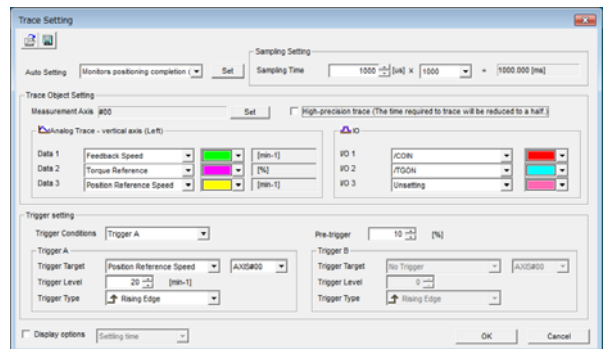 Trace Setting
Sampling Setting
Auto Setting Monitors positioning completion ( Set Sampling Time 1000 [us] X 1000 = 1000.000 [ms]
Trace Object Setting
Measurement Axis #00 Set High-precision trace (The time required to trace will be reduced to a half.)
Analog Trace - vertical axis (Left) IO
Data 1 Feedback Speed [min-1] I/O 1 /COIN
Data 2 Torque Reference [%] I/O 2 /TGON
Data 3 Position Reference Speed [min-1] I/O 3 Unsetting
Trigger setting
Trigger Conditions Trigger A Pre-trigger 10 [%]
Trigger A Trigger B
Trigger Target Position Reference Speed AXIS#00 Trigger Target No Trigger AXIS#00
Trigger Level 20 [min-1] Trigger Level 0
Trigger Type Rising Edge Trigger Type Rising Edge
Display options Settling time OK Cancel